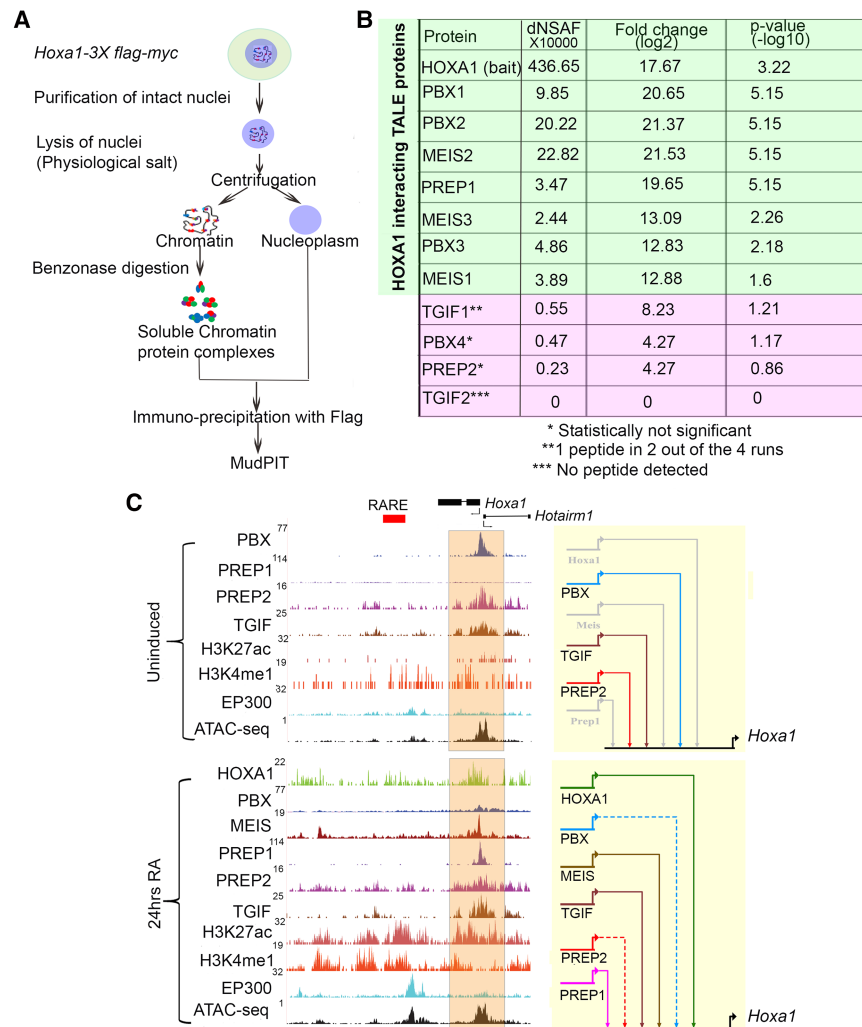 A
Hoxa1-3X flag-myc
Purification of intact nuclei
Lysis of nuclei
(Physiological salt)
Centrifugation
Chromatin
Nucleoplasm
Benzonase digestion
Soluble Chromatin
protein complexes
Immuno-precipitation with Flag
MudPIT
B
HOXA1 interacting TALE proteins
Protein dNSAF X10000 Fold change (log2) p-value (-log10)
HOXA1 (bait) 436.65 17.67 3.22
PBX1 9.85 20.65 5.15
PBX2 20.22 21.37 5.15
MEIS2 22.82 21.53 5.15
PREP1 3.47 19.65 5.15
MEIS3 2.44 13.09 2.26
PBX3 4.86 12.83 2.18
MEIS1 3.89 12.88 1.6
TGIF1** 0.55 8.23 1.21
PBX4* 0.47 4.27 1.17
PREP2* 0.23 4.27 0.86
TGIF2*** 0 0 0
* Statistically not significant
**1 peptide in 2 out of the 4 runs
*** No peptide detected
C
RARE
Hoxa1
Hotairm1
Uninduced
77
PBX
114
PREP1
16
PREP2
25
TGIF
32
H3K27ac
19
H3K4me1
32
EP300
1
ATAC-seq
Hoxa1
PBX
Meis
TGIF
PREP2
Prep1
Hoxa1
24hrs RA
22
HOXA1
77
PBX
19
MEIS
114
PREP1
16
PREP2
25
TGIF
32
H3K27ac
19
H3K4me1
32
EP300
1
ATAC-seq
HOXA1
PBX
MEIS
TGIF
PREP2
PREP1
Hoxa1